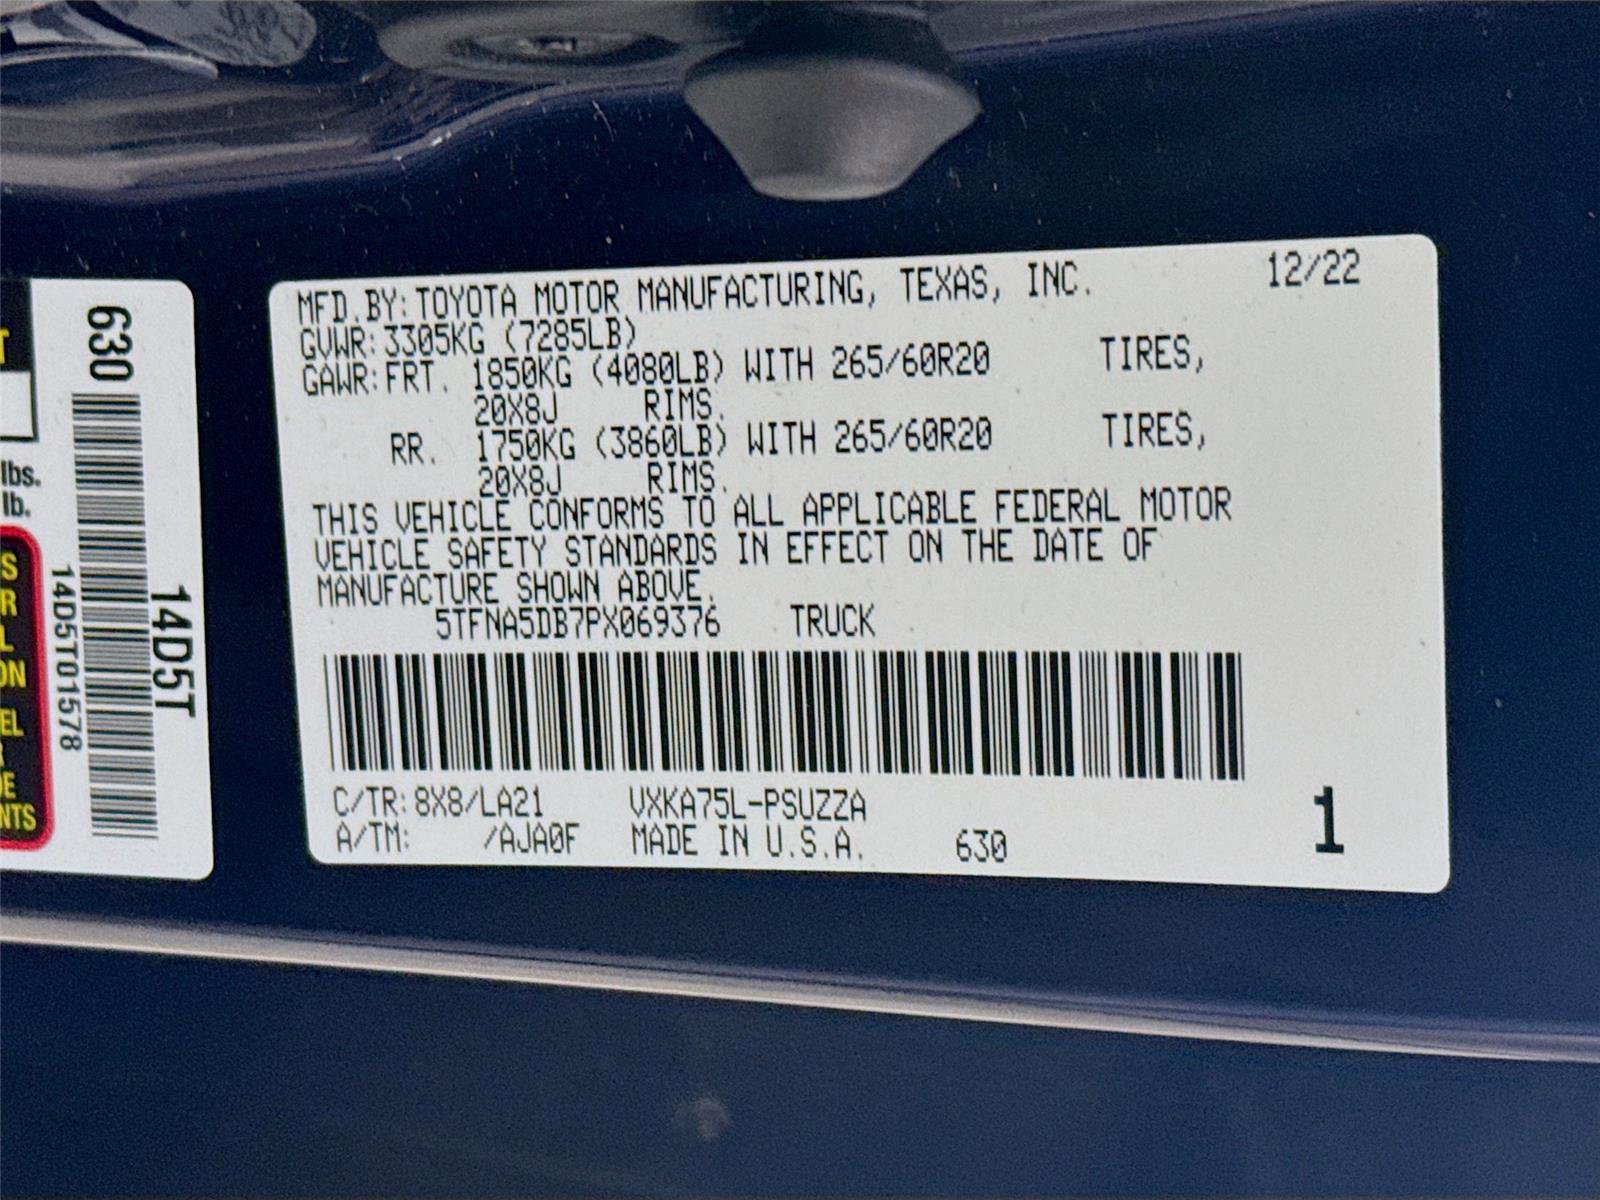 MFD.BY:TOYOTA MOTOR MANUFACTURING, TEXAS, INC. 12/22
GVWR:3305KG (7285LB)
GAWR:FRT. 1850KG (4080LB) WITH 265/60R20 TIRES,
20X8J RIMS.
RR. 1750KG (3860LB) WITH 265/60R20 TIRES,
20X8J RIMS.
THIS VEHICLE CONFORMS TO ALL APPLICABLE FEDERAL MOTOR
VEHICLE SAFETY STANDARDS IN EFFECT ON THE DATE OF
MANUFACTURE SHOWN ABOVE.
5TFNA5DB7PX069376 TRUCK
C/TR:8X8/LA21 VXKA75L-PSUZZA
A/TM: /AJA0F MADE IN U.S.A. 630
1
630
14D5T
14D5T01578
lbs.
lb.